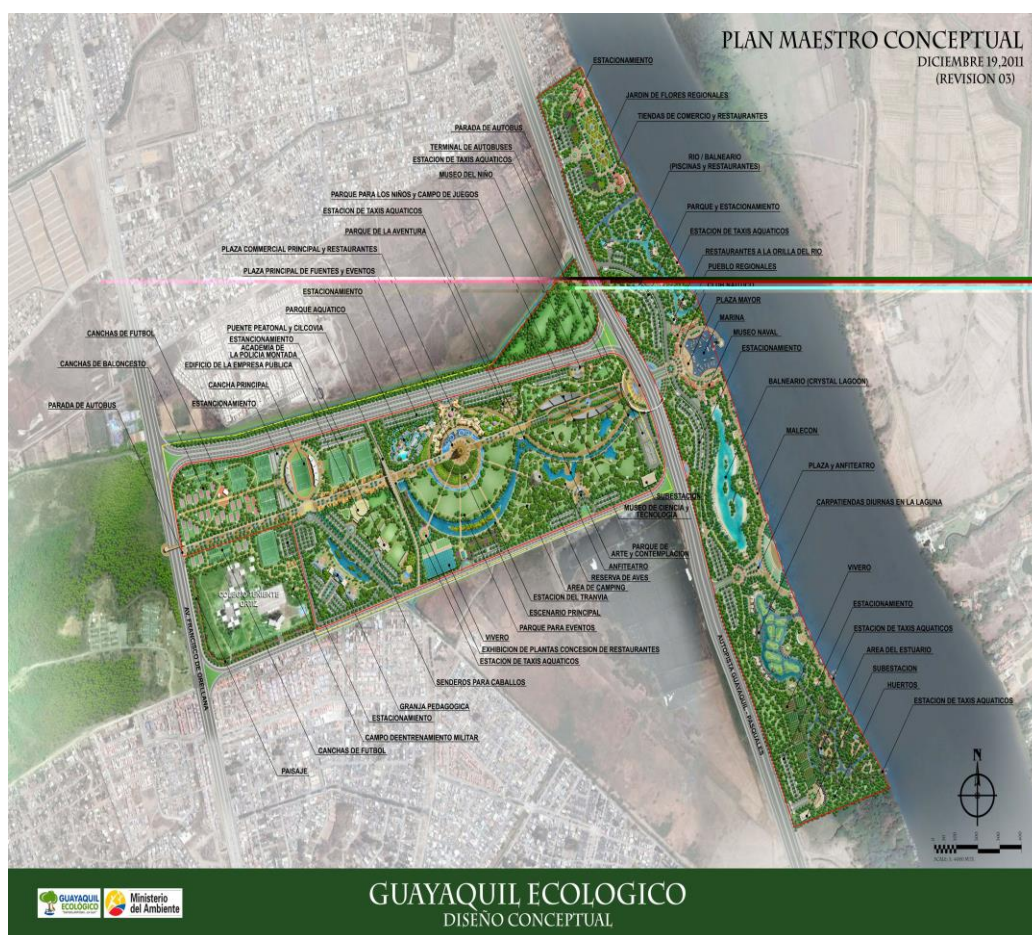 PLAN MAESTRO CONCEPTUAL
DICIEMBRE 19,2011
(REVISION 03)
ESTACIONAMIENTO
JARDIN DE FLORES REGIONALES
TIENDAS DE COMERCIO y RESTAURANTES
RIO / BALNEARIO
(PISCINAS y RESTAURANTES)
PARQUE y ESTACIONAMIENTO
ESTACION DE TAXIS AQUATICOS
RESTAURANTES A LA ORILLA DEL RIO
PUEBLO REGIONALES
PLAZA MAYOR
MARINA
MUSEO NAVAL
ESTACIONAMIENTO
BALNEARIO (CRYSTAL LAGOON)
MALECON
PLAZA y ANFITEATRO
CARPATIENDAS DIURNAS EN LA LAGUNA
VIVERO
ESTACIONAMIENTO
ESTACION DE TAXIS AQUATICOS
AREA DEL ESTUARIO
SUBESTACION
HUERTOS
ESTACION DE TAXIS AQUATICOS
PARADA DE AUTOBUS
TERMINAL DE AUTOBUSES
ESTACION DE TAXIS AQUATICOS
MUSEO DEL NIÑO
PARQUE PARA LOS NIÑOS y CAMPO DE JUEGOS
ESTACION DE TAXIS AQUATICOS
PARQUE DE LA AVENTURA
PLAZA COMMERCIAL PRINCIPAL y RESTAURANTES
PLAZA PRINCIPAL DE FUENTES y EVENTOS
ESTACIONAMIENTO
PARQUE AQUATICO
PUENTE PEATONAL y CILCOVIA
ESTANCIONAMIENTO
ACADEMIA DE
LA POLICIA MONTADA
EDIFICIO DE LA EMPRESA PUBLICA
CANCHA PRINCIPAL
ESTANCIONAMIENTO
CANCHAS DE FUTBOL
CANCHAS DE BALONCESTO
PARADA DE AUTOBUS
SUBESTACION
MUSEO DE CIENCIA y
TECNOLOGIA
PARQUE DE
ARTE y CONTEMPLACION
ANFITEATRO
RESERVA DE AVES
AREA DE CAMPING
ESTACION DEL TRANVIA
ESCENARIO PRINCIPAL
PARQUE PARA EVENTOS
VIVERO
EXHIBICION DE PLANTAS CONCESION DE RESTAURANTES
ESTACION DE TAXIS AQUATICOS
SENDEROS PARA CABALLOS
GRANJA PEDAGOGICA
ESTACIONAMIENTO
CAMPO DEENTRENAMIENTO MILITAR
CANCHAS DE FUTBOL
PAISAJE
COLEGIO TENIENTE
ORTIZ
AV. FRANCISCO DE ORELLANA
AUTOPISTA GUAYAQUIL - PASQUALES
N
GUAYAQUIL
ECOLÓGICO
Ministerio
del Ambiente
GUAYAQUIL ECOLOGICO
DISEÑO CONCEPTUAL